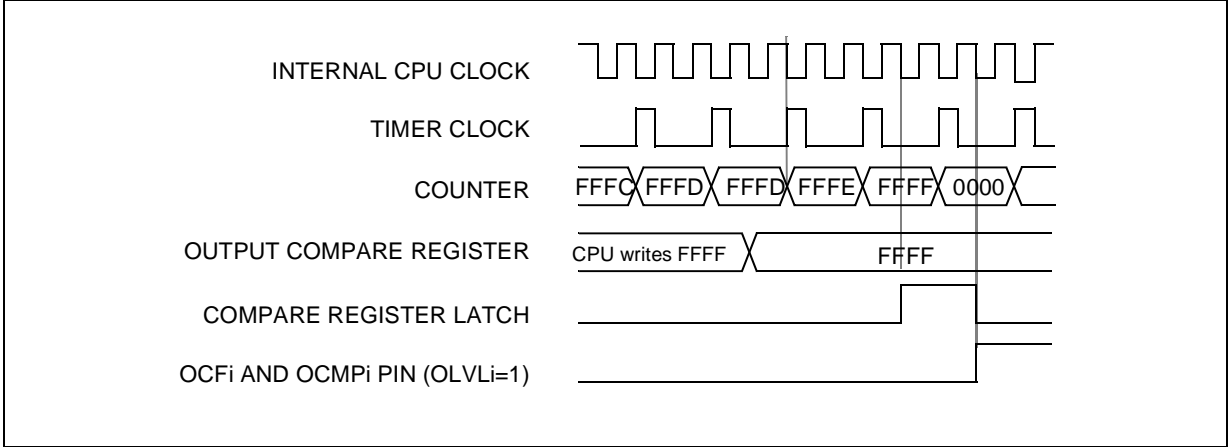 INTERNAL CPU CLOCK
TIMER CLOCK
COUNTER FFFC FFFD FFFD FFFE FFFF 0000
OUTPUT COMPARE REGISTER CPU writes FFFF FFFF
COMPARE REGISTER LATCH
OCFi AND OCMPi PIN (OLVLi=1)